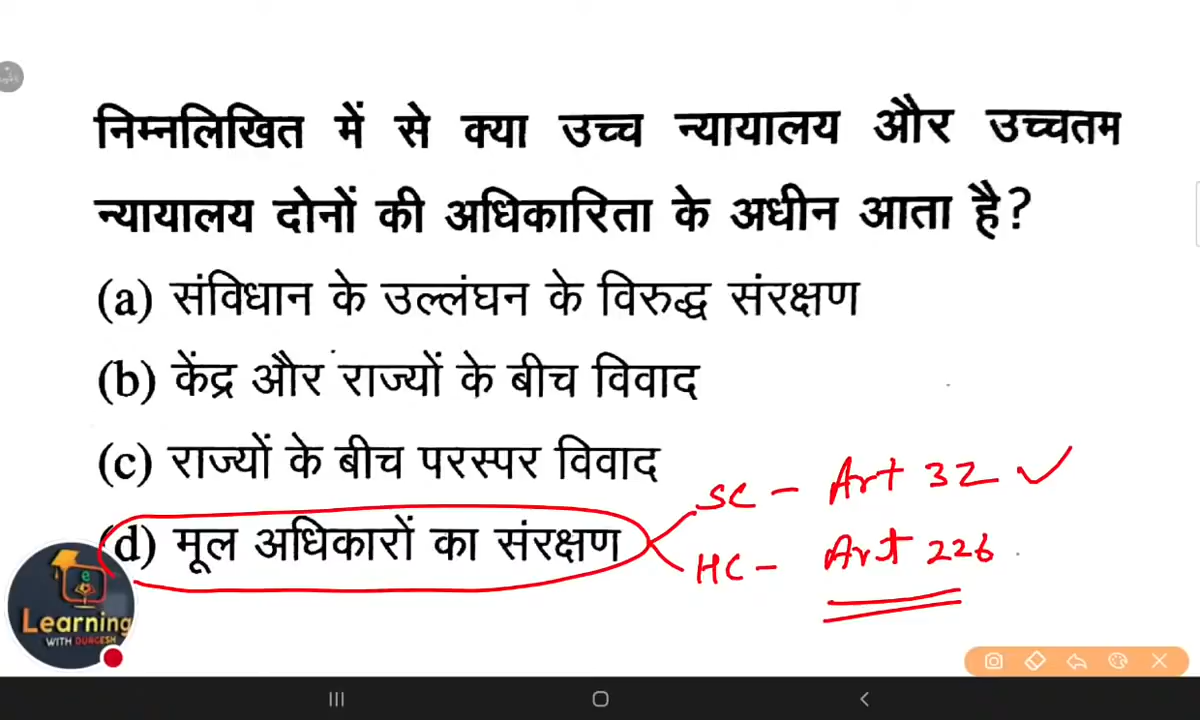 निम्नलिखित में से क्या उच्च न्यायालय और उच्चतम
न्यायालय दोनों की अधिकारिता के अधीन आता है?
(a) संविधान के उल्लंघन के विरुद्ध संरक्षण
(b) केंद्र और राज्यों के बीच विवाद
(c) राज्यों के बीच परस्पर विवाद
SC - Art 32 ✓
(d) मूल अधिकारों का संरक्षण
HC - Art 226
e
Learning
WITH DURGESH